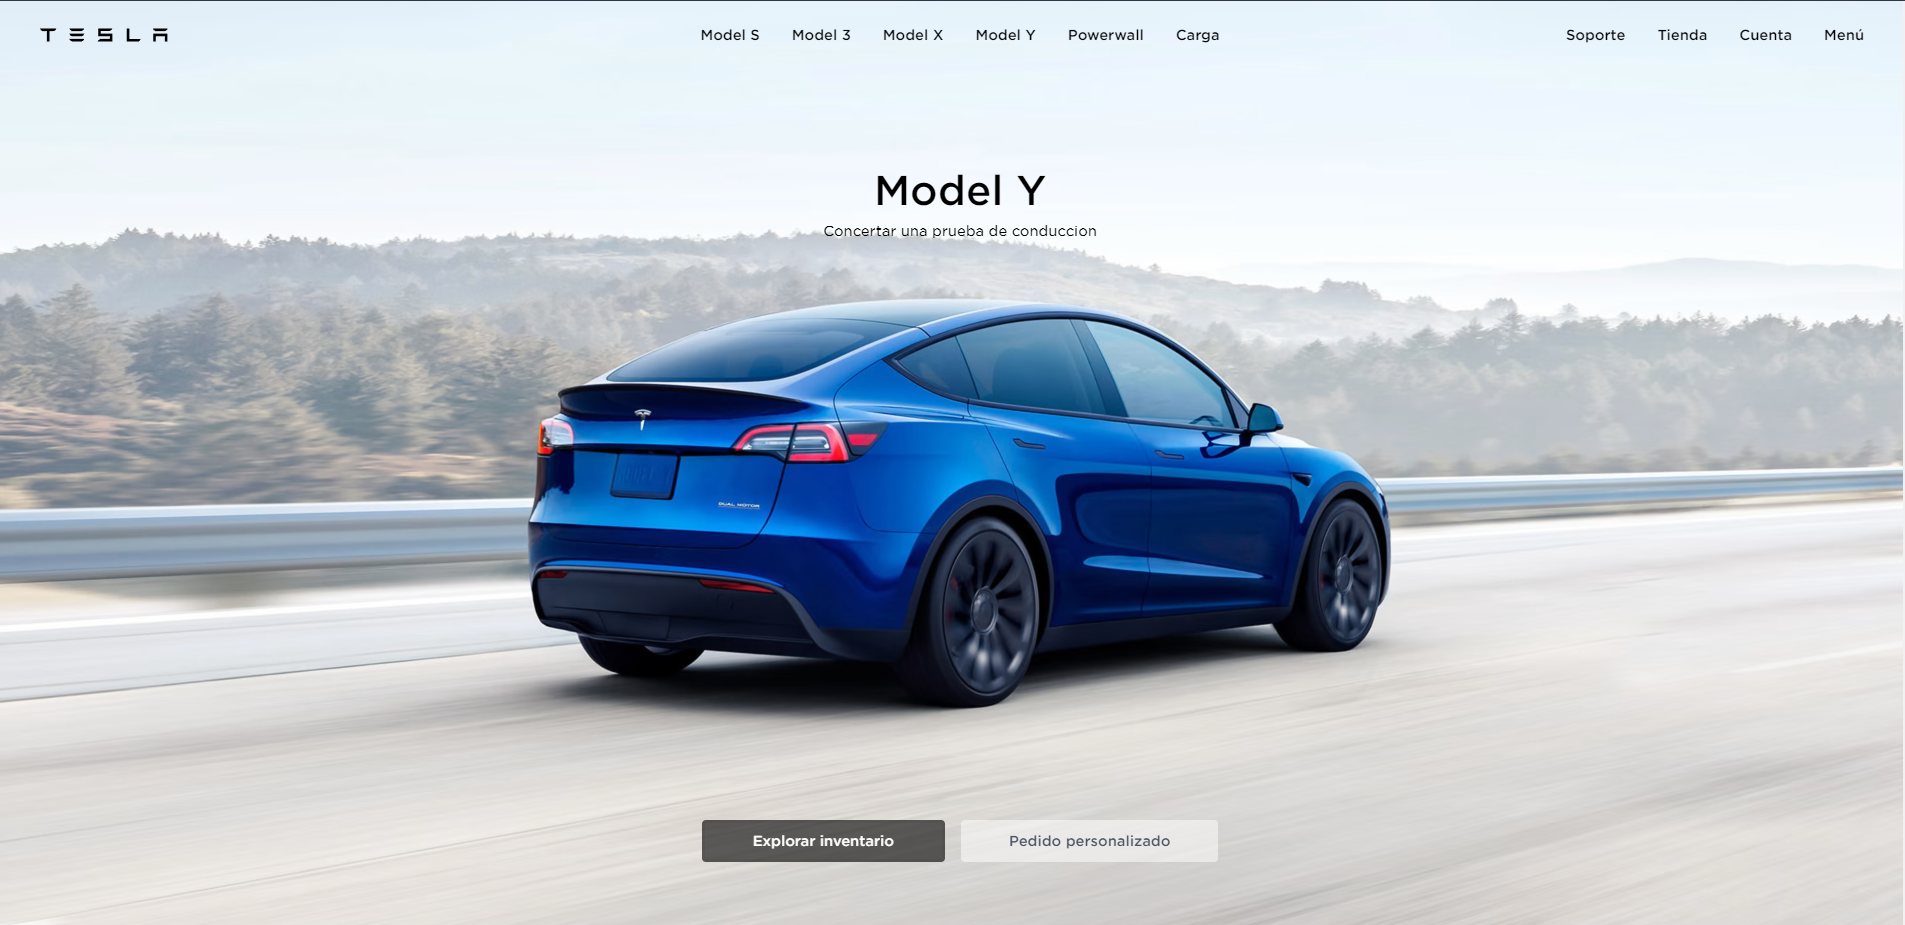 TESLA
Model S Model 3 Model X Model Y Powerwall Carga
Soporte Tienda Cuenta Menú
Model Y
Concertar una prueba de conduccion
DUAL MOTOR
Explorar inventario Pedido personalizado